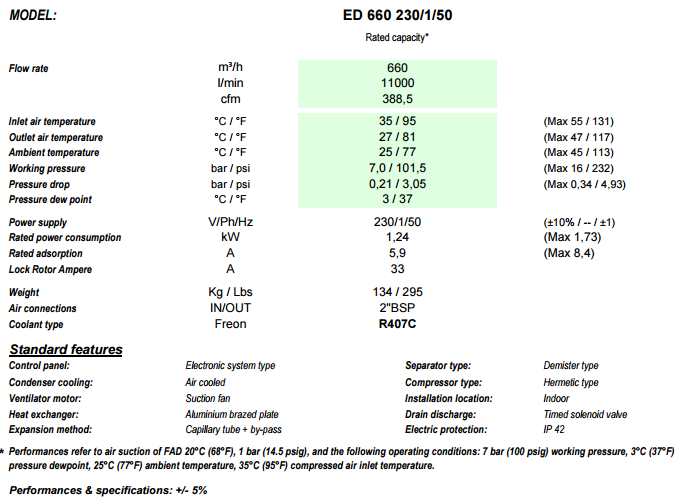 MODEL: ED 660 230/1/50
Rated capacity*
Flow rate m³/h 660
l/min 11000
cfm 388,5
Inlet air temperature °C / °F 35 / 95 (Max 55 / 131)
Outlet air temperature °C / °F 27 / 81 (Max 47 / 117)
Ambient temperature °C / °F 25 / 77 (Max 45 / 113)
Working pressure bar / psi 7,0 / 101,5 (Max 16 / 232)
Pressure drop bar / psi 0,21 / 3,05 (Max 0,34 / 4,93)
Pressure dew point °C / °F 3 / 37
Power supply V/Ph/Hz 230/1/50 (±10% / -- / ±1)
Rated power consumption kW 1,24 (Max 1,73)
Rated adsorption A 5,9 (Max 8,4)
Lock Rotor Ampere A 33
Weight Kg / Lbs 134 / 295
Air connections IN/OUT 2"BSP
Coolant type Freon R407C
Standard features
Control panel: Electronic system type Separator type: Demister type
Condenser cooling: Air cooled Compressor type: Hermetic type
Ventilator motor: Suction fan Installation location: Indoor
Heat exchanger: Aluminium brazed plate Drain discharge: Timed solenoid valve
Expansion method: Capillary tube + by-pass Electric protection: IP 42
* Performances refer to air suction of FAD 20°C (68°F), 1 bar (14.5 psig), and the following operating conditions: 7 bar (100 psig) working pressure, 3°C (37°F)
pressure dewpoint, 25°C (77°F) ambient temperature, 35°C (95°F) compressed air inlet temperature.
Performances & specifications: +/- 5%